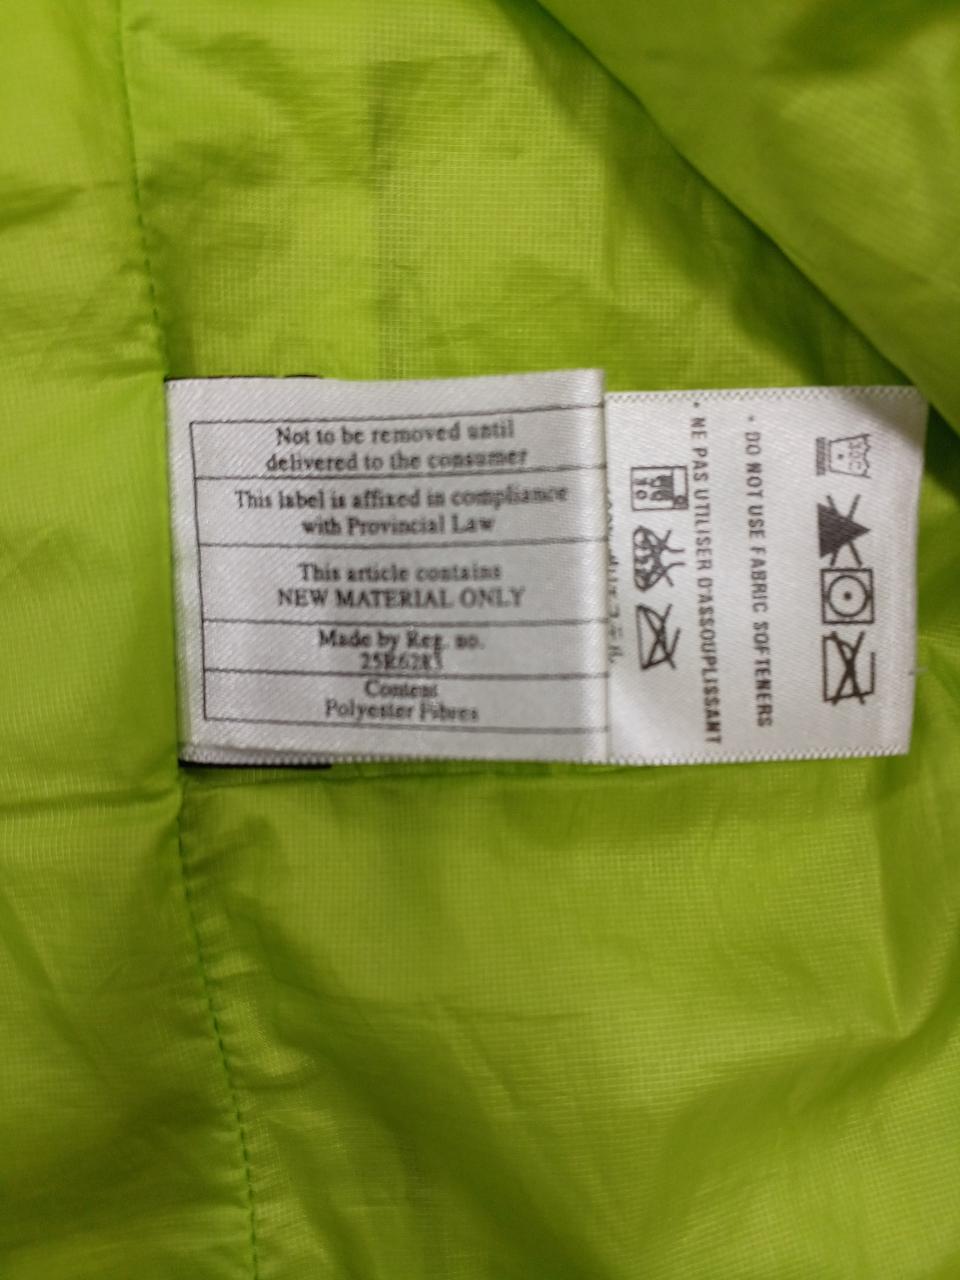 Not to be removed until
delivered to the consumer
This label is affixed in compliance
with Provincial Law
This article contains
NEW MATERIAL ONLY
Made by Reg. no.
25R6283
Content
Polyester Fibres
• DO NOT USE FABRIC SOFTENERS
• NE PAS UTILISER D'ASSOUPLISSANT